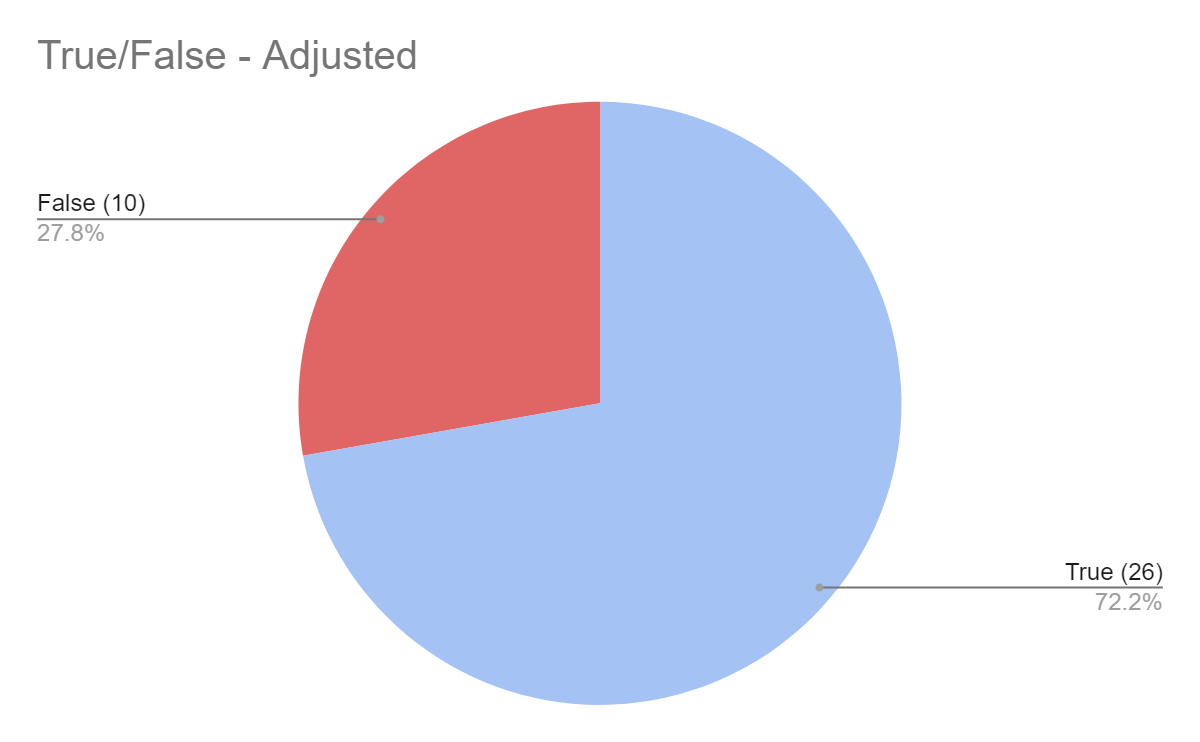 True/False - Adjusted
False (10)
27.8%
True (26)
72.2%